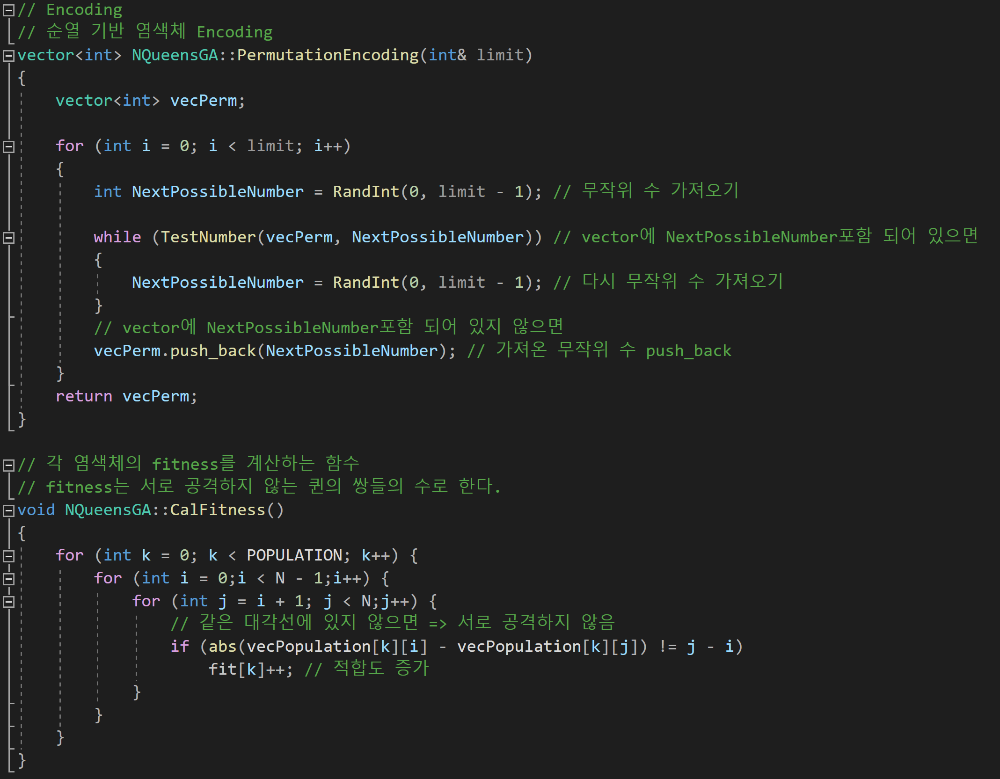 // Encoding
// 순열 기반 염색체 Encoding
vector<int> NQueensGA::PermutationEncoding(int& limit)
{
    vector<int> vecPerm;

    for (int i = 0; i < limit; i++)
    {
        int NextPossibleNumber = RandInt(0, limit - 1); // 무작위 수 가져오기

        while (TestNumber(vecPerm, NextPossibleNumber)) // vector에 NextPossibleNumber포함 되어 있으면
        {
            NextPossibleNumber = RandInt(0, limit - 1); // 다시 무작위 수 가져오기
        }
        // vector에 NextPossibleNumber포함 되어 있지 않으면
        vecPerm.push_back(NextPossibleNumber); // 가져온 무작위 수 push_back
    }
    return vecPerm;
}

// 각 염색체의 fitness를 계산하는 함수
// fitness는 서로 공격하지 않는 퀸의 쌍들의 수로 한다.
void NQueensGA::CalFitness()
{
    for (int k = 0; k < POPULATION; k++) {
        for (int i = 0;i < N - 1;i++) {
            for (int j = i + 1; j < N;j++) {
                // 같은 대각선에 있지 않으면 => 서로 공격하지 않음
                if (abs(vecPopulation[k][i] - vecPopulation[k][j]) != j - i)
                    fit[k]++; // 적합도 증가
            }
        }
    }
}